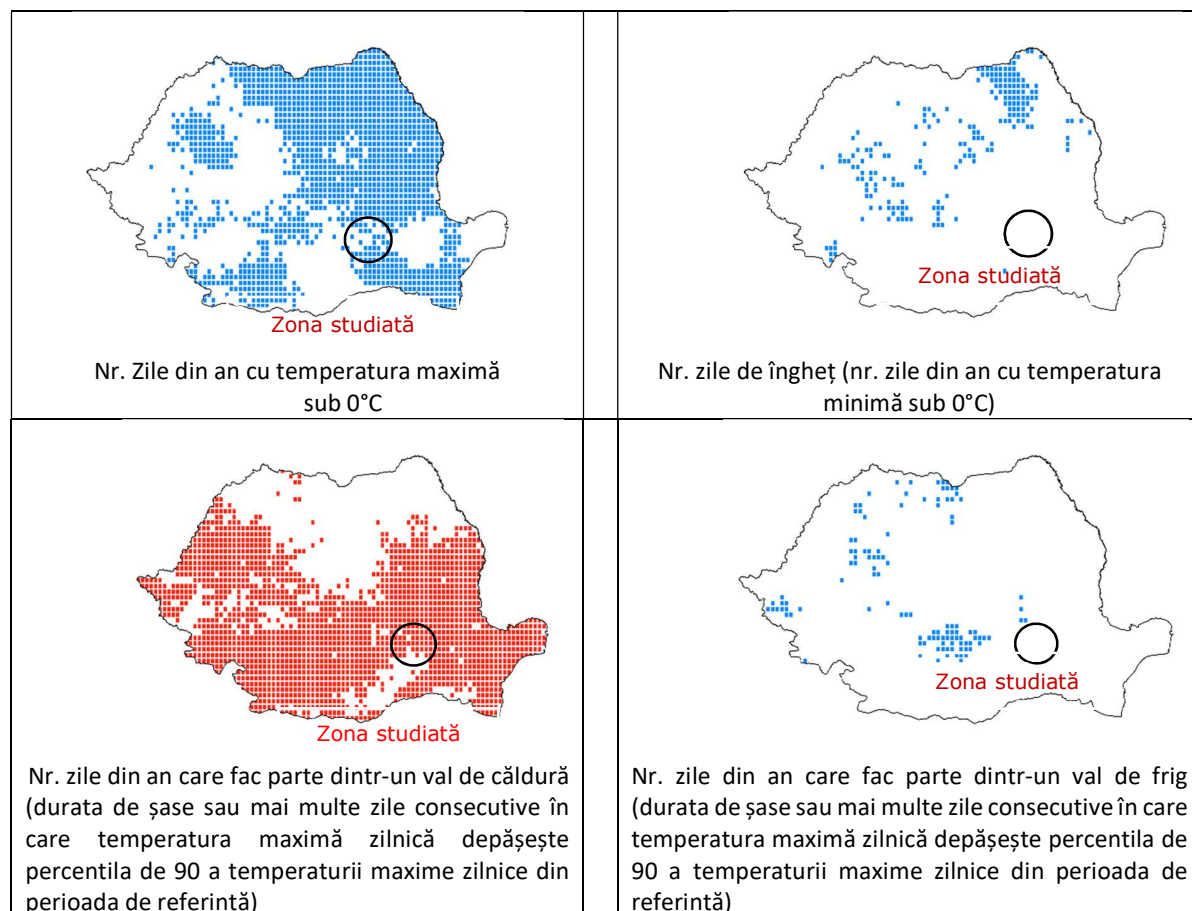 Zona studiată
Nr. Zile din an cu temperatura maximă
sub 0°C
Zona studiată
Nr. zile de îngheț (nr. zile din an cu temperatura
minimă sub 0°C)
Zona studiată
Nr. zile din an care fac parte dintr-un val de căldură
(durata de șase sau mai multe zile consecutive în
care temperatura maximă zilnică depășește
percentila de 90 a temperaturii maxime zilnice din
perioada de referintă)
Zona studiată
Nr. zile din an care fac parte dintr-un val de frig
(durata de șase sau mai multe zile consecutive în care
temperatura maximă zilnică depășește percentila de
90 a temperaturii maxime zilnice din perioada de
referintă)